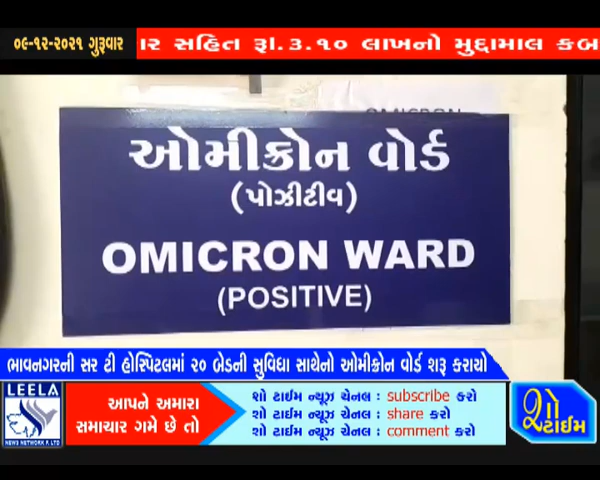 ૦૯-૧૨-૨૦૨૧ ગુરૂવાર
ાર સહિત રૂા.૩.૧૦ લાખનો મુદ્દામાલ કબ
OMICRON
ઓમીક્રોન વોર્ડ
(પોઝીટીવ)
OMICRON WARD
(POSITIVE)
ભાવનગરની સર ટી હોસ્પિટલમાં ૨૦ બેડની સુવિધા સાથેનો ઓમીક્રોન વોર્ડ શરૂ કરાયો
LEELA
NEWS NETWORK P. LTD
આપને અમારા
સમાચાર ગમે છે તો
શો ટાઈમ ન્યૂઝ ચેનલ : subscribe કરો
શો ટાઈમ ન્યૂઝ ચેનલ : share કરો
શો ટાઈમ ન્યૂઝ ચેનલ : comment કરો
શો
ટાઈમ